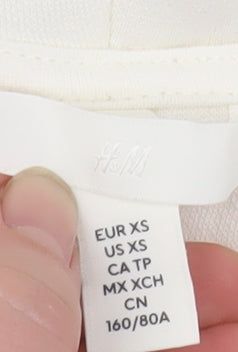 H&M
EUR XS
US XS
CA TP
MX XCH
CN
160/80A